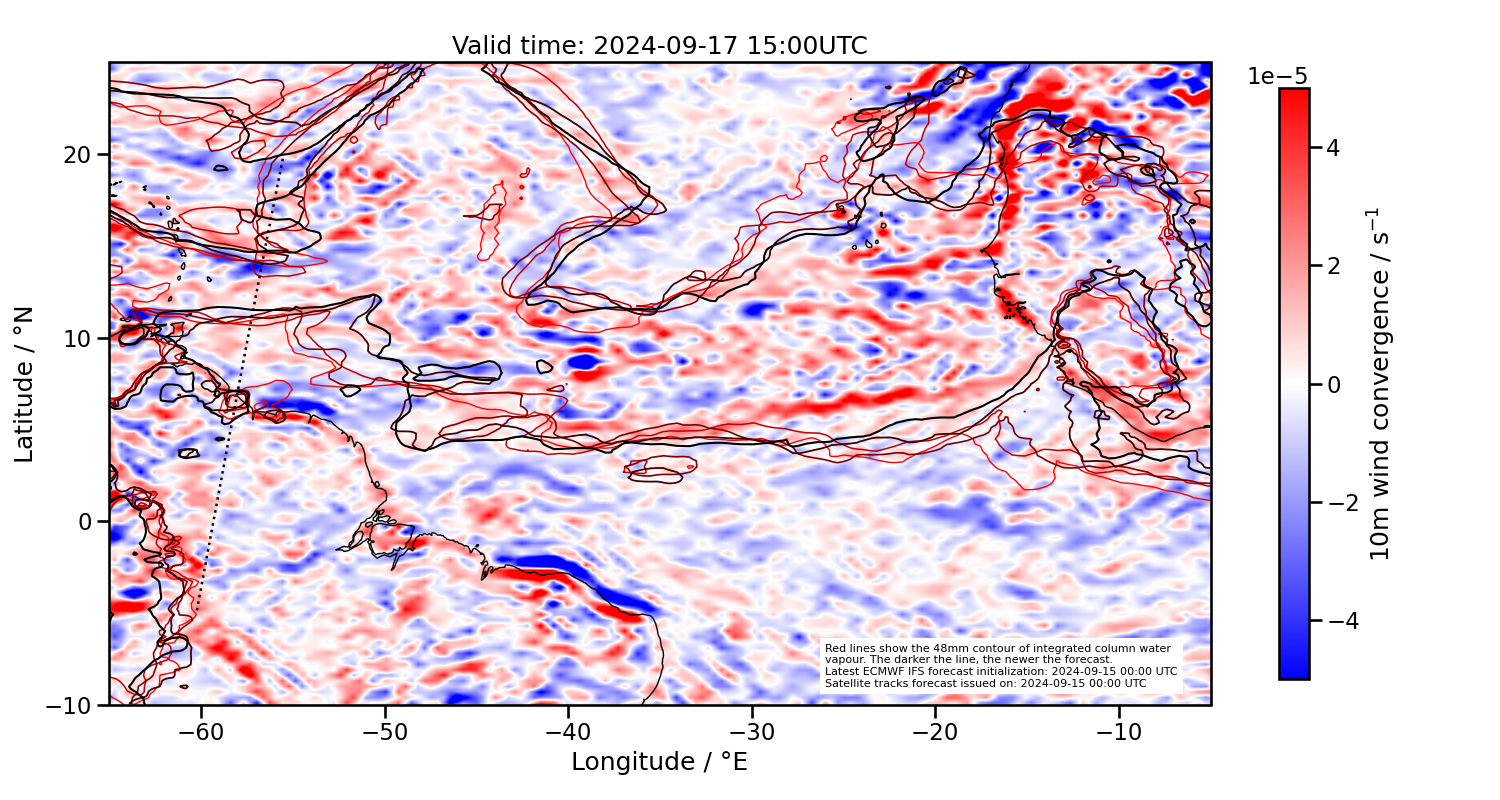 Valid time: 2024-09-17 15:00UTC
1e−5
20
10
0
−10
Latitude / °N
−60
−50
−40
−30
−20
−10
Longitude / °E
4
2
0
−2
−4
10m wind convergence / s⁻¹
Red lines show the 48mm contour of integrated column water
vapour. The darker the line, the newer the forecast.
Latest ECMWF IFS forecast initialization: 2024-09-15 00:00 UTC
Satellite tracks forecast issued on: 2024-09-15 00:00 UTC